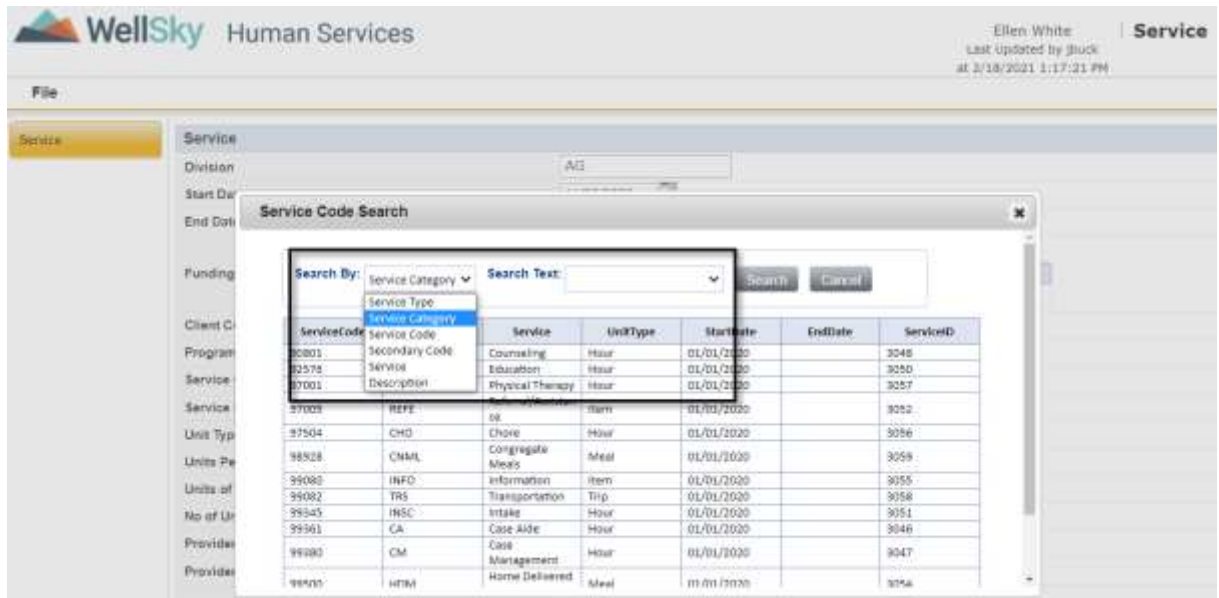 WellSky Human Services
Ellen White
Service
Last Updated by jbuck
at 2/18/2021 1:17:21 PM
File
Service
Service
Division AG
Start Da
End Dat
Service Code Search
Funding
Search By: Service Category Search Text: Search Cancel
Service Type
Service Category
Service Code
Secondary Code
Service
Description
Client C
ServiceCode Service UnitType StartDate EndDate ServiceID
Program
90801 Counseling Hour 01/01/2020 3048
92578 Education Hour 01/01/2020 3050
Service
97001 Physical Therapy Hour 01/01/2020 3057
Service
97009 REFE Item 01/01/2020 3052
Unit Typ
97504 CHO Chore Hour 01/01/2020 3056
Units Pe
98928 CNML Congregate Meals Meal 01/01/2020 3059
Units of
99080 INFO Information Item 01/01/2020 3055
99082 TRS Transportation Trip 01/01/2020 3058
No of Un
99345 INSC Intake Hour 01/01/2020 3051
99361 CA Case Aide Hour 01/01/2020 3046
Provider
99380 CM Case Management Hour 01/01/2020 3047
Provider
99500 HDM Home Delivered Meal 01/01/2020 3054